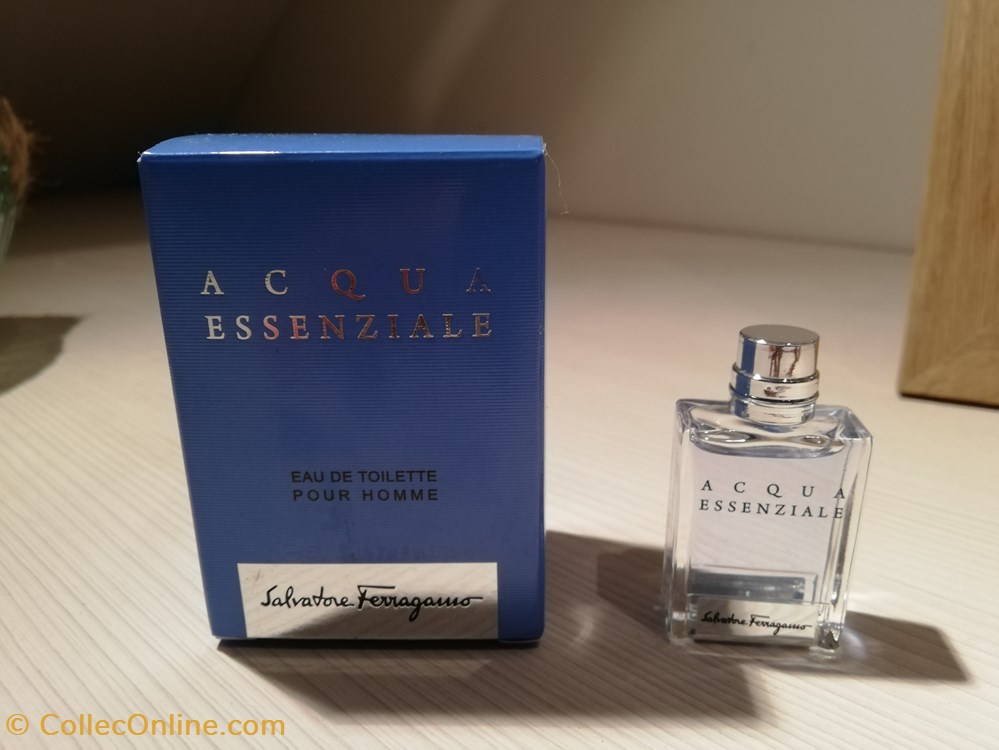 ACQUA
ESSENZIALE
EAU DE TOILETTE
POUR HOMME
Salvatore Ferragamo
ACQUA
ESSENZIALE
Salvatore Ferragamo
© CollecOnline.com